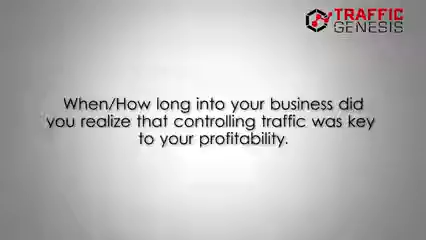 TRAFFIC
GENESIS
When/How long into your business did
you realize that controlling traffic was key
to your profitability.